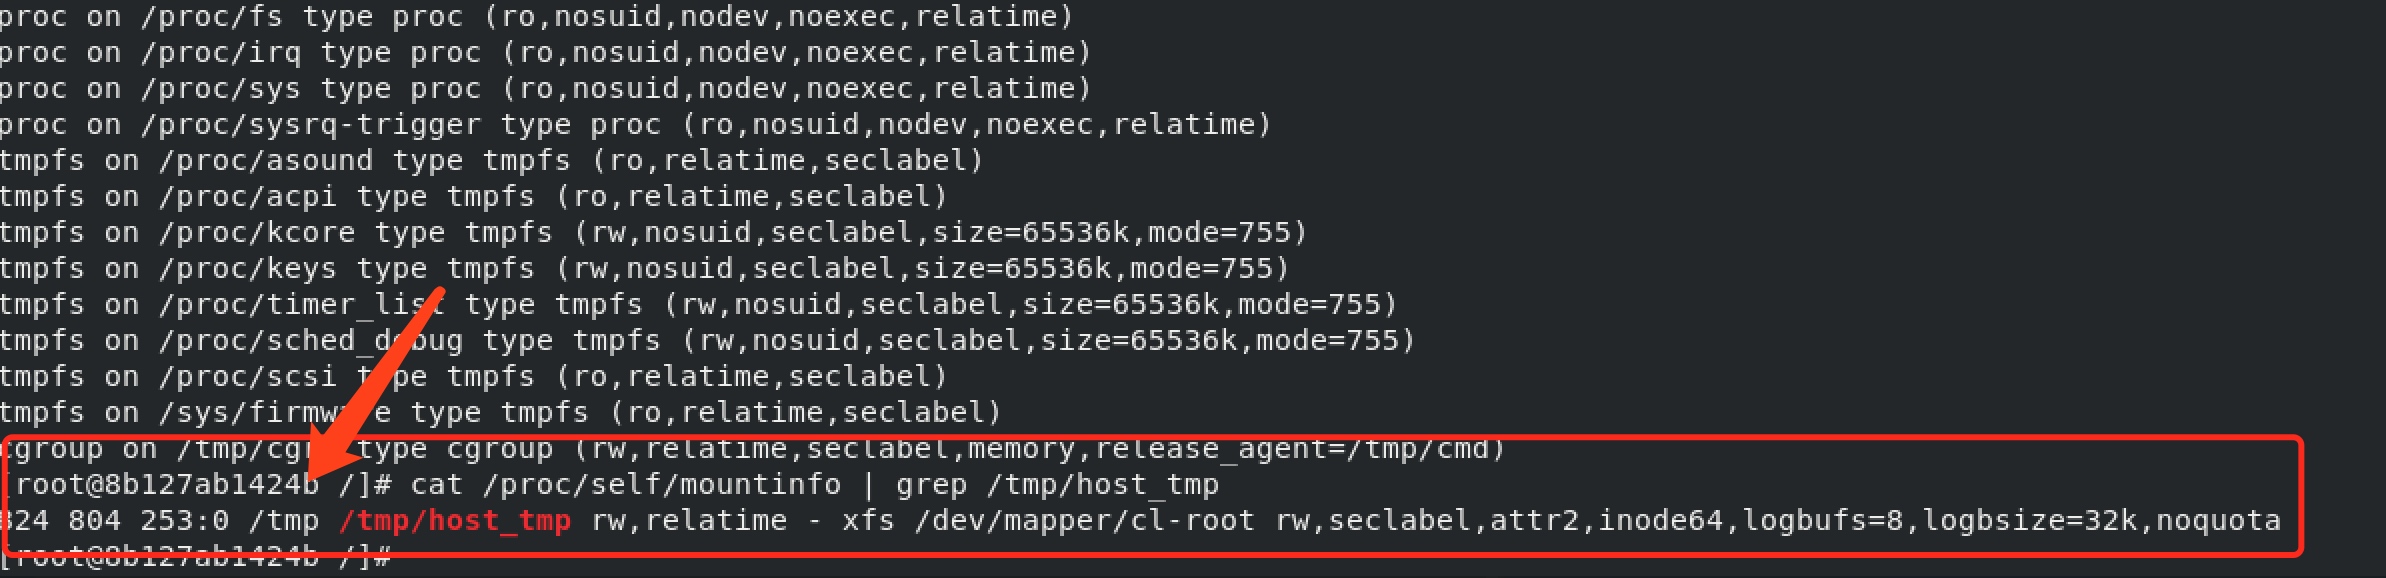 proc on /proc/fs type proc (ro,nosuid,nodev,noexec,relatime)
proc on /proc/irq type proc (ro,nosuid,nodev,noexec,relatime)
proc on /proc/sys type proc (ro,nosuid,nodev,noexec,relatime)
proc on /proc/sysrq-trigger type proc (ro,nosuid,nodev,noexec,relatime)
tmpfs on /proc/asound type tmpfs (ro,relatime,seclabel)
tmpfs on /proc/acpi type tmpfs (ro,relatime,seclabel)
tmpfs on /proc/kcore type tmpfs (rw,nosuid,seclabel,size=65536k,mode=755)
tmpfs on /proc/keys type tmpfs (rw,nosuid,seclabel,size=65536k,mode=755)
tmpfs on /proc/timer_list type tmpfs (rw,nosuid,seclabel,size=65536k,mode=755)
tmpfs on /proc/sched_debug type tmpfs (rw,nosuid,seclabel,size=65536k,mode=755)
tmpfs on /proc/scsi type tmpfs (ro,relatime,seclabel)
tmpfs on /sys/firmware type tmpfs (ro,relatime,seclabel)
cgroup on type cgroup (rw,relatime,seclabel,memory,release_agent=/tmp/cmd)
[root@8b127ab1424b /]# cat /proc/self/mountinfo | grep /tmp/host_tmp
824 804 253:0 /tmp /tmp/host_tmp rw,relatime - xfs /dev/mapper/cl-root rw,seclabel,attr2,inode64,logbufs=8,logbsize=32k,noquota
[root@8b127ab1424b /]#